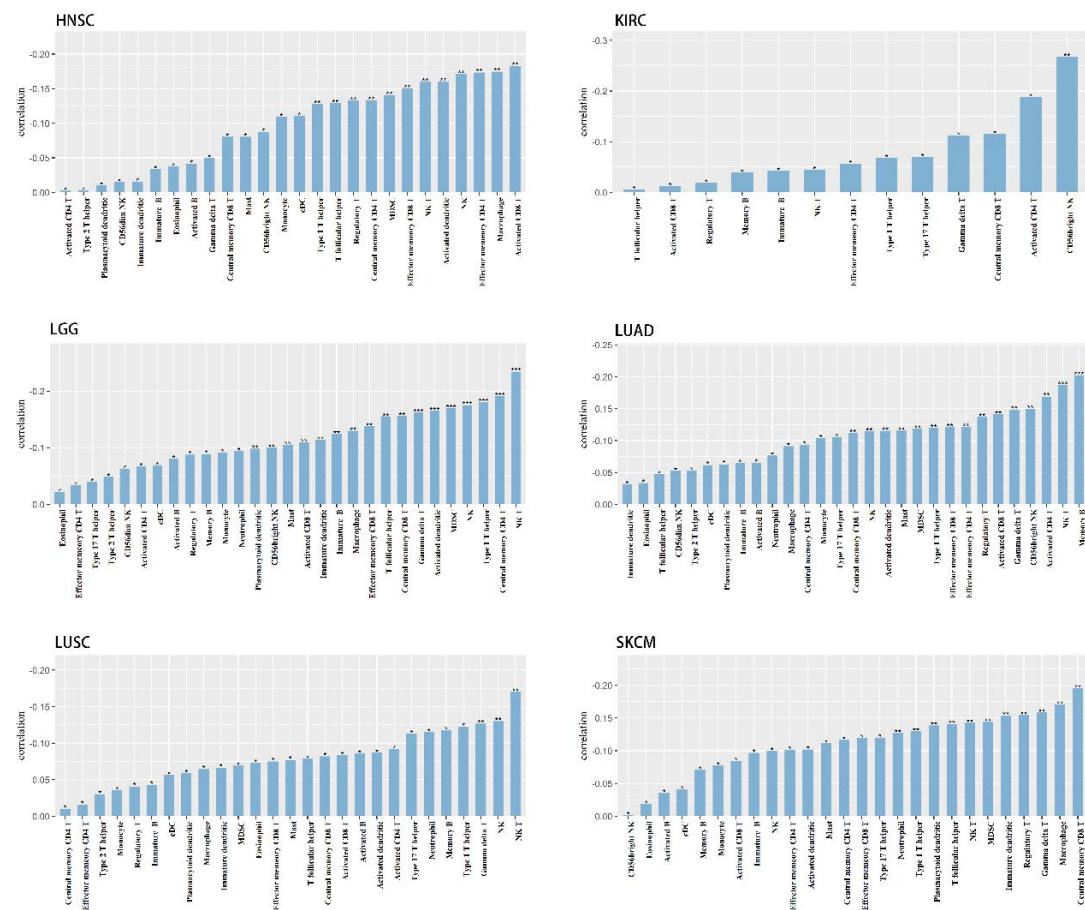 HNSC
correlation
-0.20
-0.15
-0.10
-0.05
0.00
Activated CD4 T
Type 2 T helper
Plasmacytoid dendritic
CD56dim NK
Immature dendritic
Immature B
Eosinophil
Activated B
Gamma delta T
Central memory CD8 T
Mast
CD56bright NK
Monocyte
cDC
Type 1 T helper
T follicular helper
Regulatory T
Central memory CD4 T
MDSC
Effector memory CD8 T
NK T
Activated dendritic
NK
Effector memory CD4 T
Macrophage
Activated CD8 T
KIRC
correlation
-0.3
-0.2
-0.1
0.0
T follicular helper
Activated CD8 T
Regulatory T
Memory B
Immature B
NK T
Effector memory CD4 T
Type 1 T helper
Type 17 T helper
Gamma delta T
Central memory CD4 T
Activated CD4 T
CD56bright NK
LGG
correlation
-0.2
-0.1
0.0
Eosinophil
Effector memory CD4 T
Type 17 T helper
Type 2 T helper
CD56dim NK
Activated CD4 T
cDC
Activated B
Regulatory T
Memory B
Monocyte
Neutrophil
Plasmacytoid dendritic
CD56bright NK
Mast
Activated CD8 T
Immature dendritic
Immature B
Macrophage
Effector memory CD8 T
T follicular helper
Central memory CD8 T
Gamma delta T
Activated dendritic
MDSC
NK
Type 1 T helper
Central memory CD4 T
NK T
LUAD
correlation
-0.25
-0.20
-0.15
-0.10
-0.05
0.00
Immature dendritic
Eosinophil
T follicular helper
CD56dim NK
Type 2 T helper
cDC
Plasmacytoid dendritic
Immature B
Activated B
Neutrophil
Macrophage
Central memory CD4 T
Monocyte
Type 17 T helper
Central memory CD8 T
NK
Activated dendritic
Mast
MDSC
Type 1 T helper
Effector memory CD8 T
Effector memory CD4 T
Regulatory T
Activated CD8 T
Gamma delta T
CD56bright NK
Activated CD4 T
NK T
Memory B
LUSC
correlation
-0.20
-0.15
-0.10
0.05
0.00
Central memory CD4 T
Effector memory CD4 T
Type 2 T helper
Monocyte
Regulatory T
Immature B
cDC
Plasmacytoid dendritic
Macrophage
Immature dendritic
MDSC
Eosinophil
Effector memory CD8 T
Mast
T follicular helper
Central memory CD8 T
Activated CD8 T
Activated B
Activated dendritic
Activated CD4 T
Type 17 T helper
Neutrophil
Memory B
Type 1 T helper
Gamma delta T
NK
NK T
SKCM
correlation
-0.20
-0.15
-0.10
0.05
0.00
CD56bright NK
Eosinophil
Activated B
cDC
Memory B
Monocyte
Activated CD8 T
Immature B
NK
Effector memory CD4 T
Activated dendritic
Mast
Central memory CD4 T
Effector memory CD8 T
Type 17 T helper
Neutrophil
Type 1 T helper
Plasmacytoid dendritic
T follicular helper
NK T
MDSC
Immature dendritic
Regulatory T
Gamma delta T
Macrophage
Central memory CD8 T